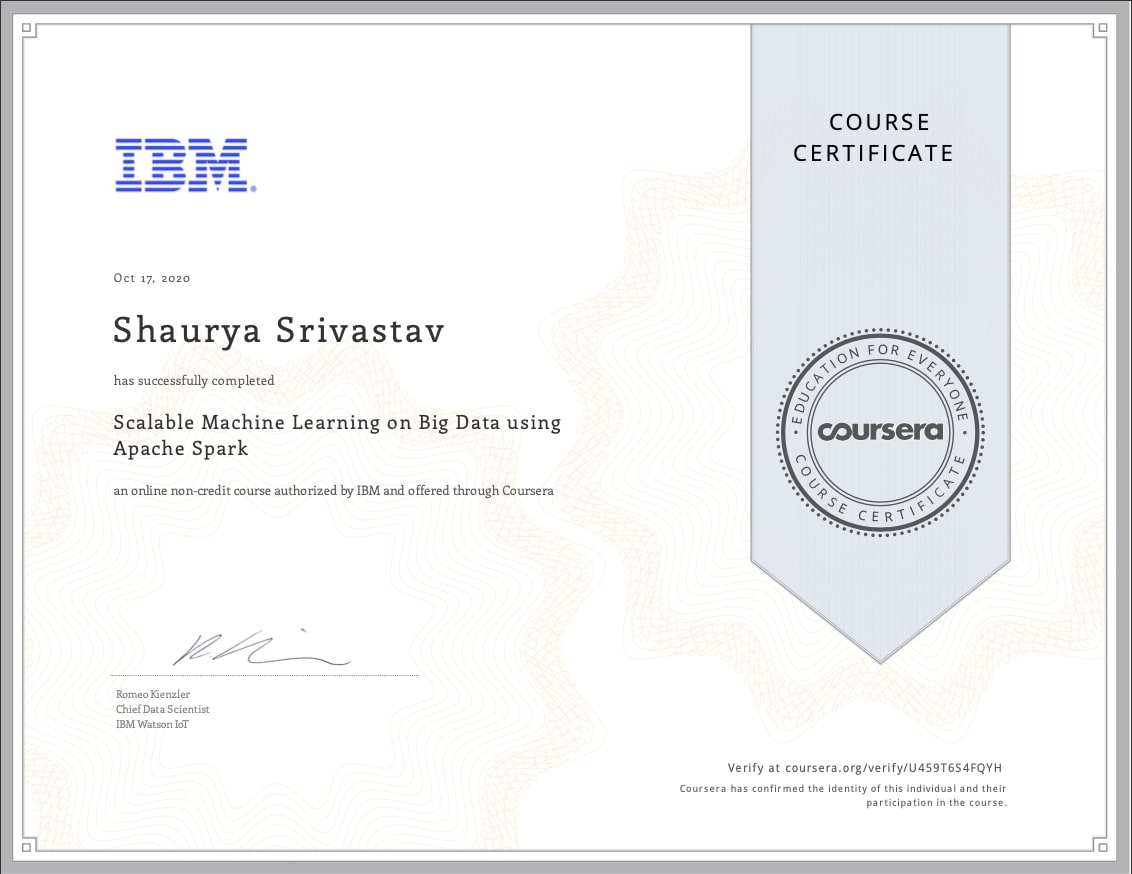 IBM®
Oct 17, 2020
Shaurya Srivastav
has successfully completed
Scalable Machine Learning on Big Data using
Apache Spark
an online non-credit course authorized by IBM and offered through Coursera
Romeo Kienzler
Chief Data Scientist
IBM Watson IoT
COURSE
CERTIFICATE
EDUCATION FOR EVERYONE
coursera
COURSE CERTIFICATE
Verify at coursera.org/verify/U459T6S4FQYH
Coursera has confirmed the identity of this individual and their
participation in the course.